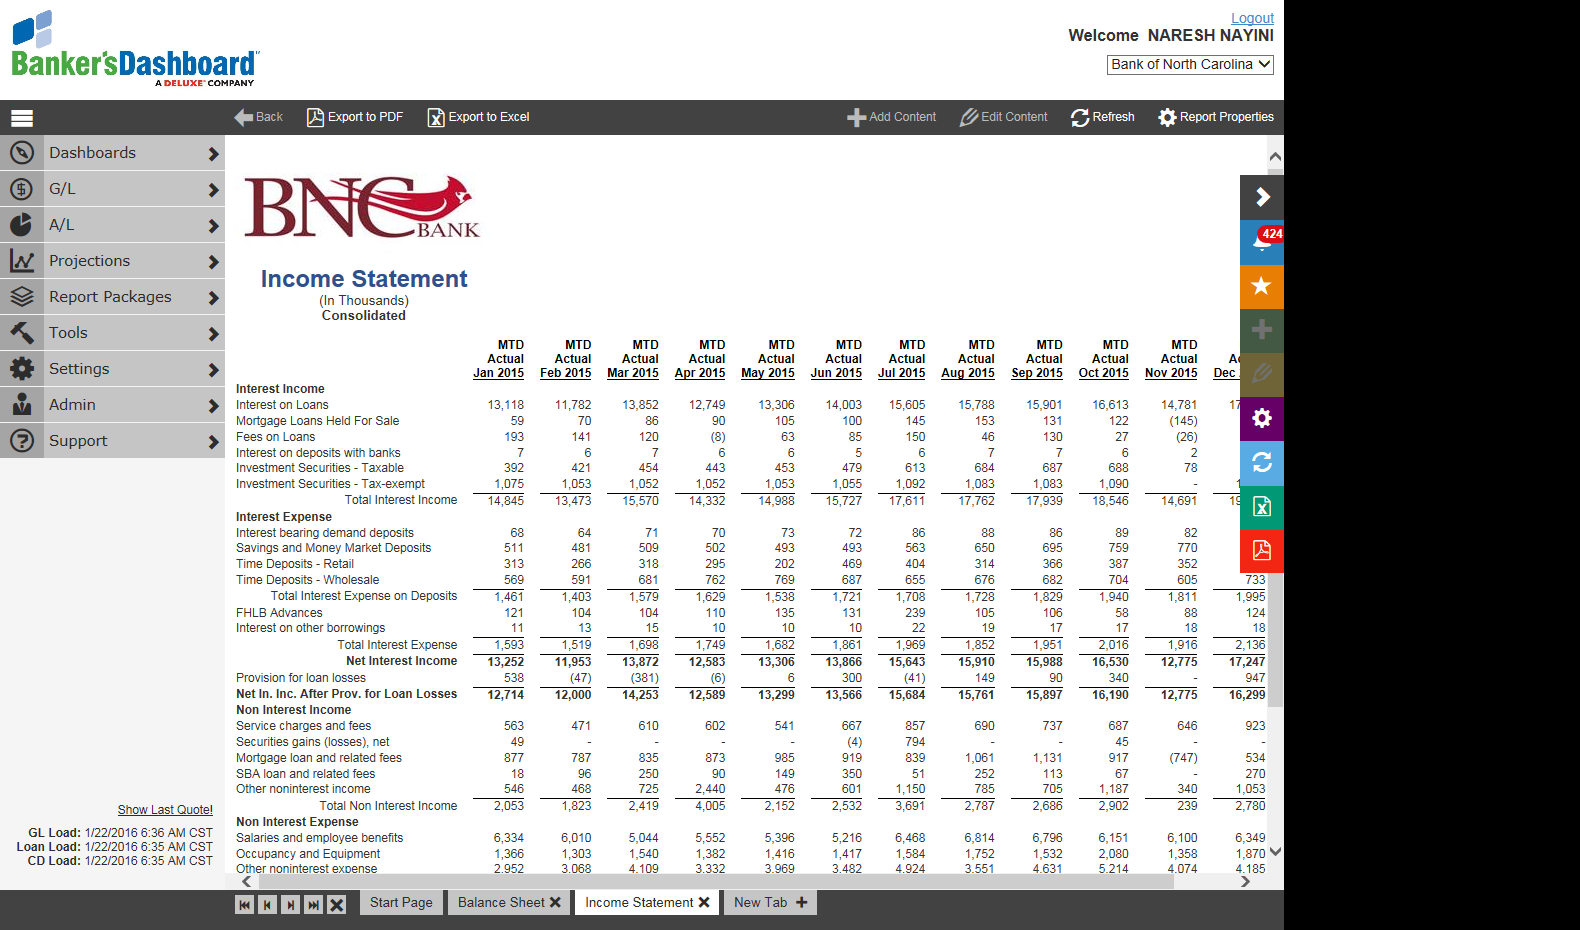 Logout
Banker'sDashboard
A DELUXE COMPANY
Welcome NARESH NAYINI
Bank of North Carolina
Back Export to PDF Export to Excel Add Content Edit Content Refresh Report Properties
Dashboards
G/L
A/L
Projections
Report Packages
Tools
Settings
Admin
Support
Show Last Quote!
GL Load: 1/22/2016 6:36 AM CST
Loan Load: 1/22/2016 6:35 AM CST
CD Load: 1/22/2016 6:35 AM CST
BNC BANK
424
Income Statement
(In Thousands)
Consolidated
MTD MTD MTD MTD MTD MTD MTD MTD MTD MTD MTD
Actual Actual Actual Actual Actual Actual Actual Actual Actual Actual Actual
Jan 2015 Feb 2015 Mar 2015 Apr 2015 May 2015 Jun 2015 Jul 2015 Aug 2015 Sep 2015 Oct 2015 Nov 2015 Dec
Interest Income
Interest on Loans 13,118 11,782 13,852 12,749 13,306 14,003 15,605 15,788 15,901 16,613 14,781
Mortgage Loans Held For Sale 59 70 86 90 105 100 145 153 131 122 (145)
Fees on Loans 193 141 120 (8) 63 85 150 46 130 27 (26)
Interest on deposits with banks 7 6 7 6 6 5 6 7 7 6 2
Investment Securities - Taxable 392 421 454 443 453 479 613 684 687 688 78
Investment Securities - Tax-exempt 1,075 1,053 1,052 1,052 1,053 1,055 1,092 1,083 1,083 1,090 -
Total Interest Income 14,845 13,473 15,570 14,332 14,988 15,727 17,611 17,762 17,939 18,546 14,691
Interest Expense
Interest bearing demand deposits 68 64 71 70 73 72 86 88 86 89 82
Savings and Money Market Deposits 511 481 509 502 493 493 563 650 695 759 770
Time Deposits - Retail 313 266 318 295 202 469 404 314 366 387 352
Time Deposits - Wholesale 569 591 681 762 769 687 655 676 682 704 605 733
Total Interest Expense on Deposits 1,461 1,403 1,579 1,629 1,538 1,721 1,708 1,728 1,829 1,940 1,811 1,995
FHLB Advances 121 104 104 110 135 131 239 105 106 58 88 124
Interest on other borrowings 11 13 15 10 10 10 22 19 17 17 18 18
Total Interest Expense 1,593 1,519 1,698 1,749 1,682 1,861 1,969 1,852 1,951 2,016 1,916 2,136
Net Interest Income 13,252 11,953 13,872 12,583 13,306 13,866 15,643 15,910 15,988 16,530 12,775 17,247
Provision for loan losses 538 (47) (381) (6) 6 300 (41) 149 90 340 - 947
Net In. Inc. After Prov. for Loan Losses 12,714 12,000 14,253 12,589 13,299 13,566 15,684 15,761 15,897 16,190 12,775 16,299
Non Interest Income
Service charges and fees 563 471 610 602 541 667 857 690 737 687 646 923
Securities gains (losses), net 49 - - - - (4) 794 - - 45 - -
Mortgage loan and related fees 877 787 835 873 985 919 839 1,061 1,131 917 (747) 534
SBA loan and related fees 18 96 250 90 149 350 51 252 113 67 - 270
Other noninterest income 546 468 725 2,440 476 601 1,150 785 705 1,187 340 1,053
Total Non Interest Income 2,053 1,823 2,419 4,005 2,152 2,532 3,691 2,787 2,686 2,902 239 2,780
Non Interest Expense
Salaries and employee benefits 6,334 6,010 5,044 5,552 5,396 5,216 6,468 6,814 6,796 6,151 6,100 6,349
Occupancy and Equipment 1,366 1,303 1,540 1,382 1,416 1,417 1,584 1,752 1,532 2,080 1,358 1,870
Other noninterest expense 2,952 3,068 4,109 3,332 3,969 3,482 4,924 3,551 4,631 5,214 4,074 4,185
Start Page Balance Sheet Income Statement New Tab